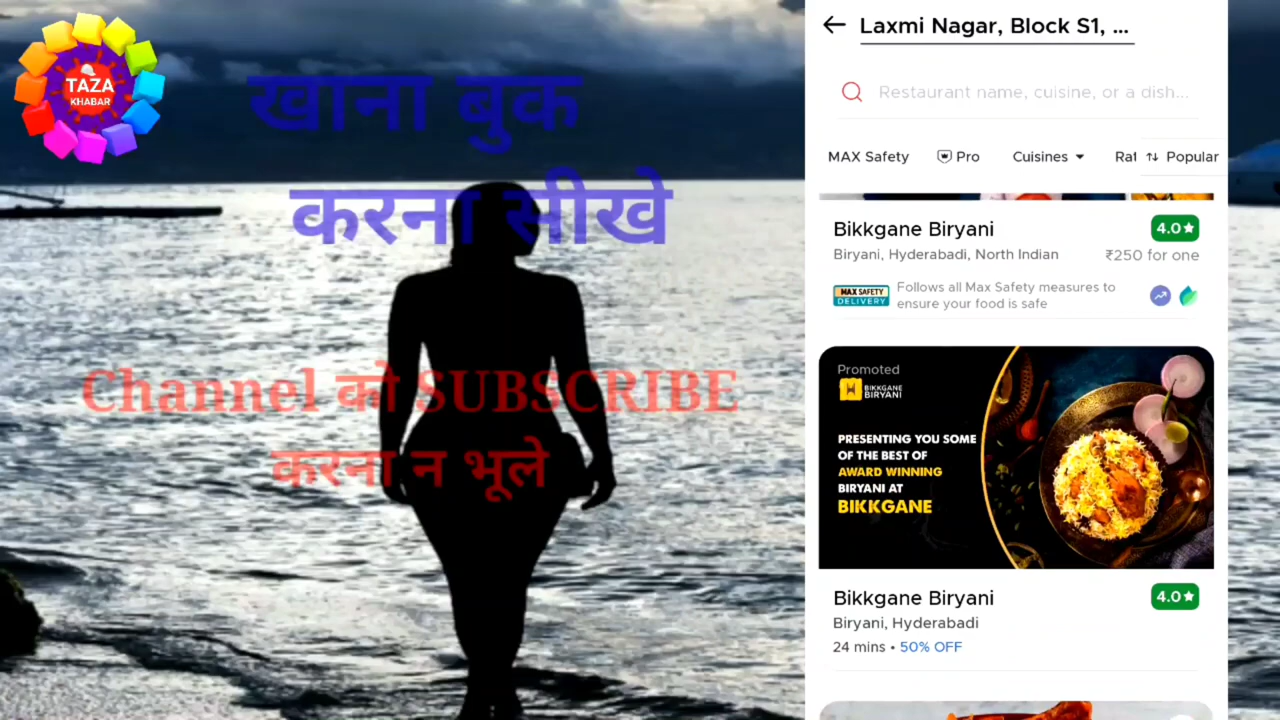 TAZA
KHABAR
खाना बुक
करना सीखे
Channel को SUBSCRIBE
करना न भूले
Laxmi Nagar, Block S1, ...
Restaurant name, cuisine, or a dish...
MAX Safety Pro Cuisines Rat Popular
Bikkgane Biryani 4.0★
Biryani, Hyderabadi, North Indian ₹250 for one
MAX SAFETY
DELIVERY
Follows all Max Safety measures to
ensure your food is safe
Promoted
BIKKGANE
BIRYANI
PRESENTING YOU SOME
OF THE BEST OF
AWARD WINNING
BIRYANI AT
BIKKGANE
Bikkgane Biryani 4.0★
Biryani, Hyderabadi
24 mins • 50% OFF